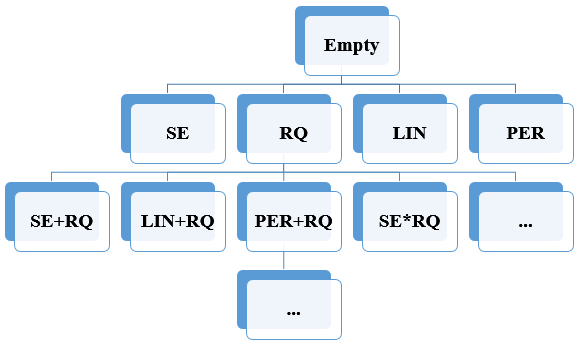 Empty
SE
RQ
LIN
PER
SE+RQ
LIN+RQ
PER+RQ
SE*RQ
...
...